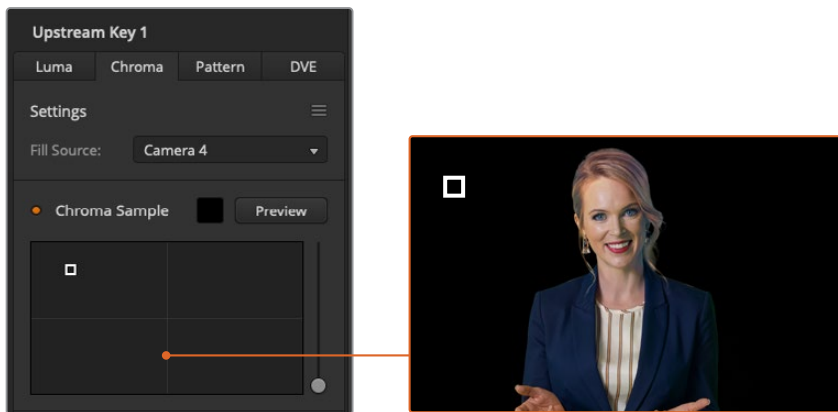 Upstream Key 1
Luma Chroma Pattern DVE
Settings
Fill Source: Camera 4
Chroma Sample Preview